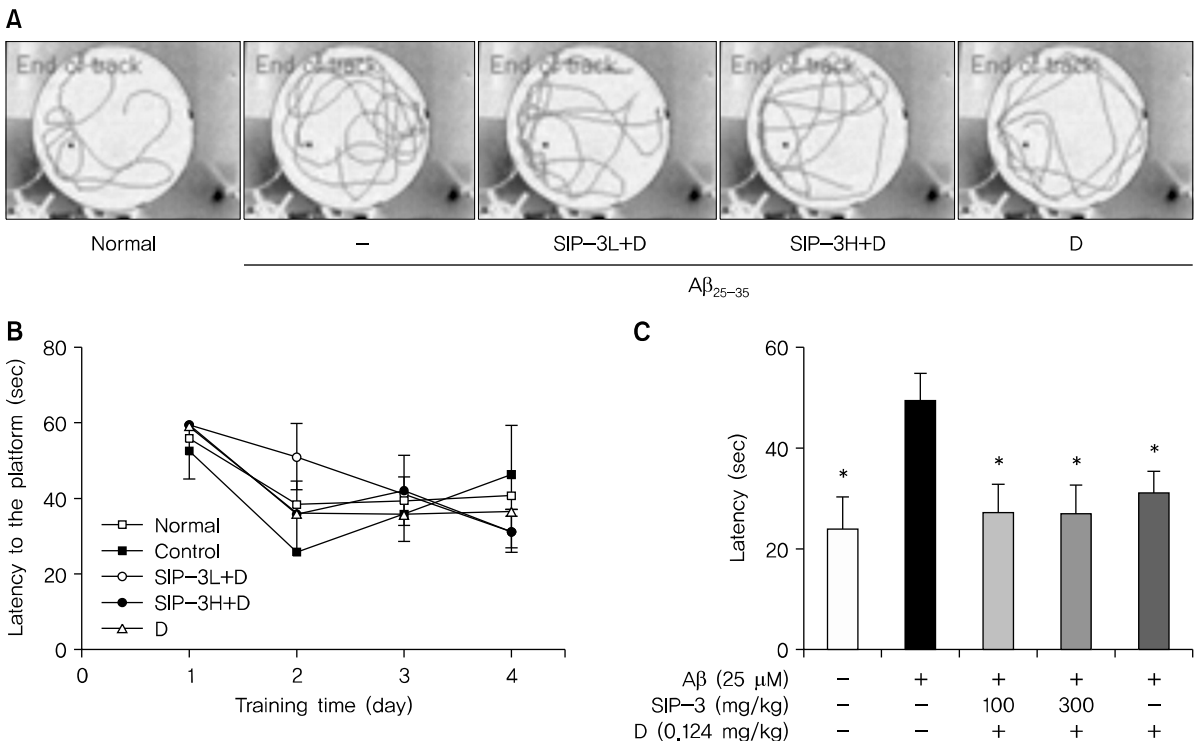 A
End of track End of track End of track End of track End of track
Normal – SIP-3L+D SIP-3H+D D
Aβ25-35
B
Latency to the platform (sec)
80
60
40
20
0
Normal
Control
SIP-3L+D
SIP-3H+D
D
0 1 2 3 4
Training time (day)
C
Latency (sec)
60
40
20
0
* * * *
Aβ (25 μM) – + + + +
SIP-3 (mg/kg) – – 100 300 –
D (0.124 mg/kg) – – + + +